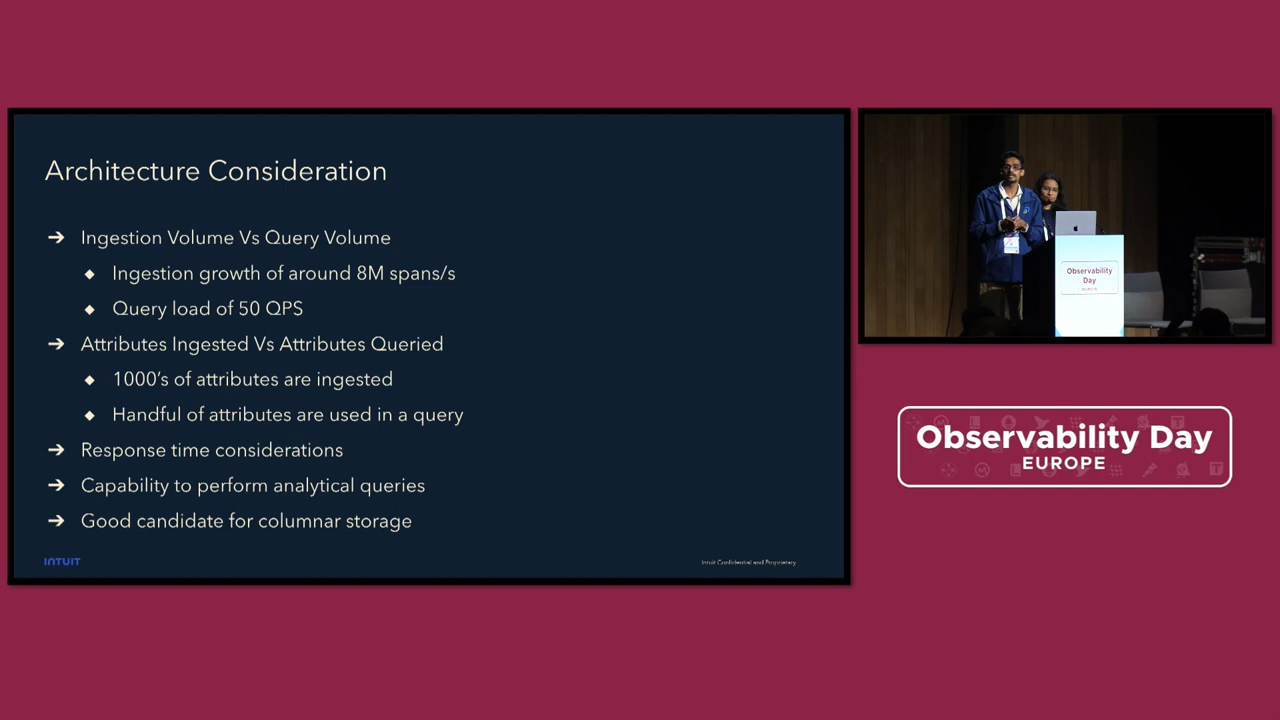 Architecture Consideration
Ingestion Volume Vs Query Volume
Ingestion growth of around 8M spans/s
Query load of 50 QPS
Attributes Ingested Vs Attributes Queried
1000's of attributes are ingested
Handful of attributes are used in a query
Response time considerations
Capability to perform analytical queries
Good candidate for columnar storage
INTUIT
Intuit Confidential and Proprietary
Observability
Day
EUROPE
Observability Day
EUROPE